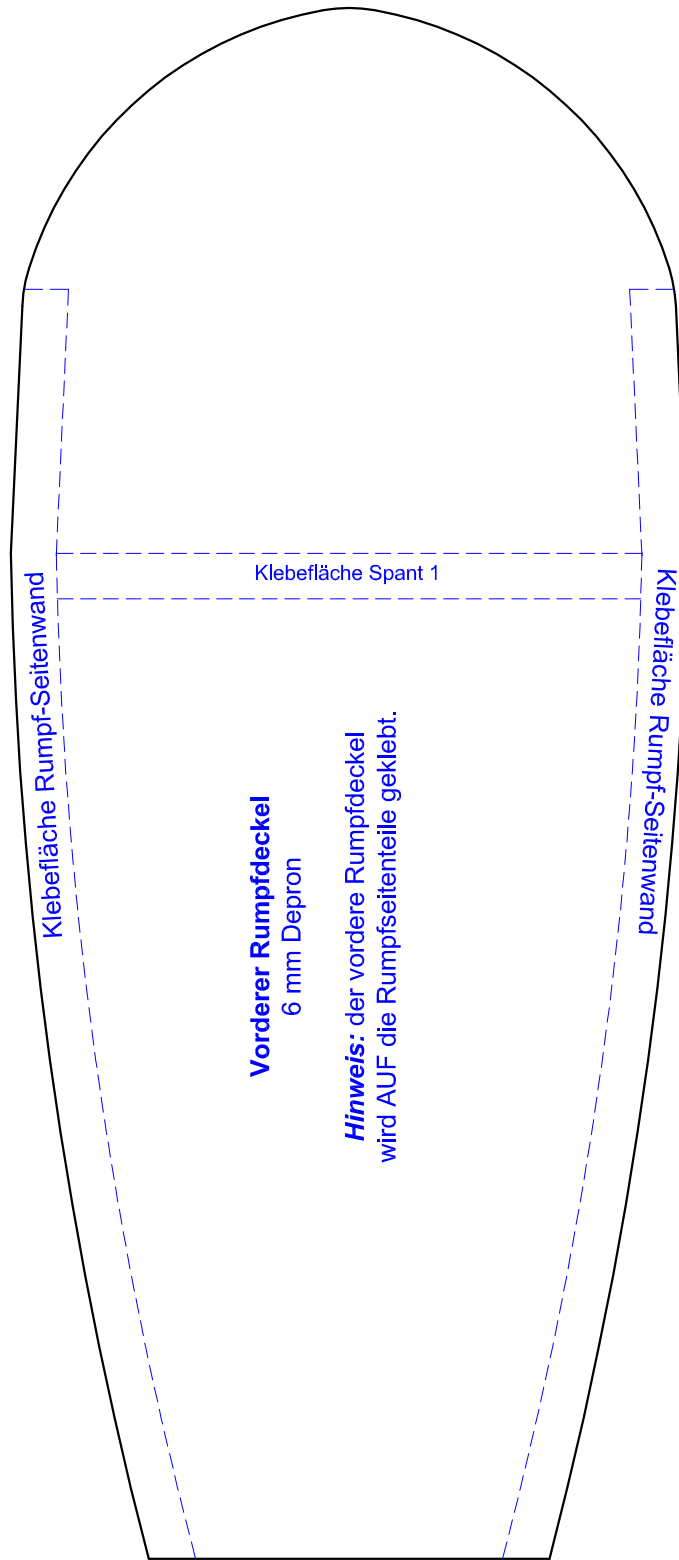 Klebefläche Spant 1
Klebefläche Rumpf-Seitenwand
Vorderer Rumpfdeckel
6 mm Depron
Hinweis: der vordere Rumpfdeckel
wird AUF die Rumpfseitenteile geklebt.
Klebefläche Rumpf-Seitenwand